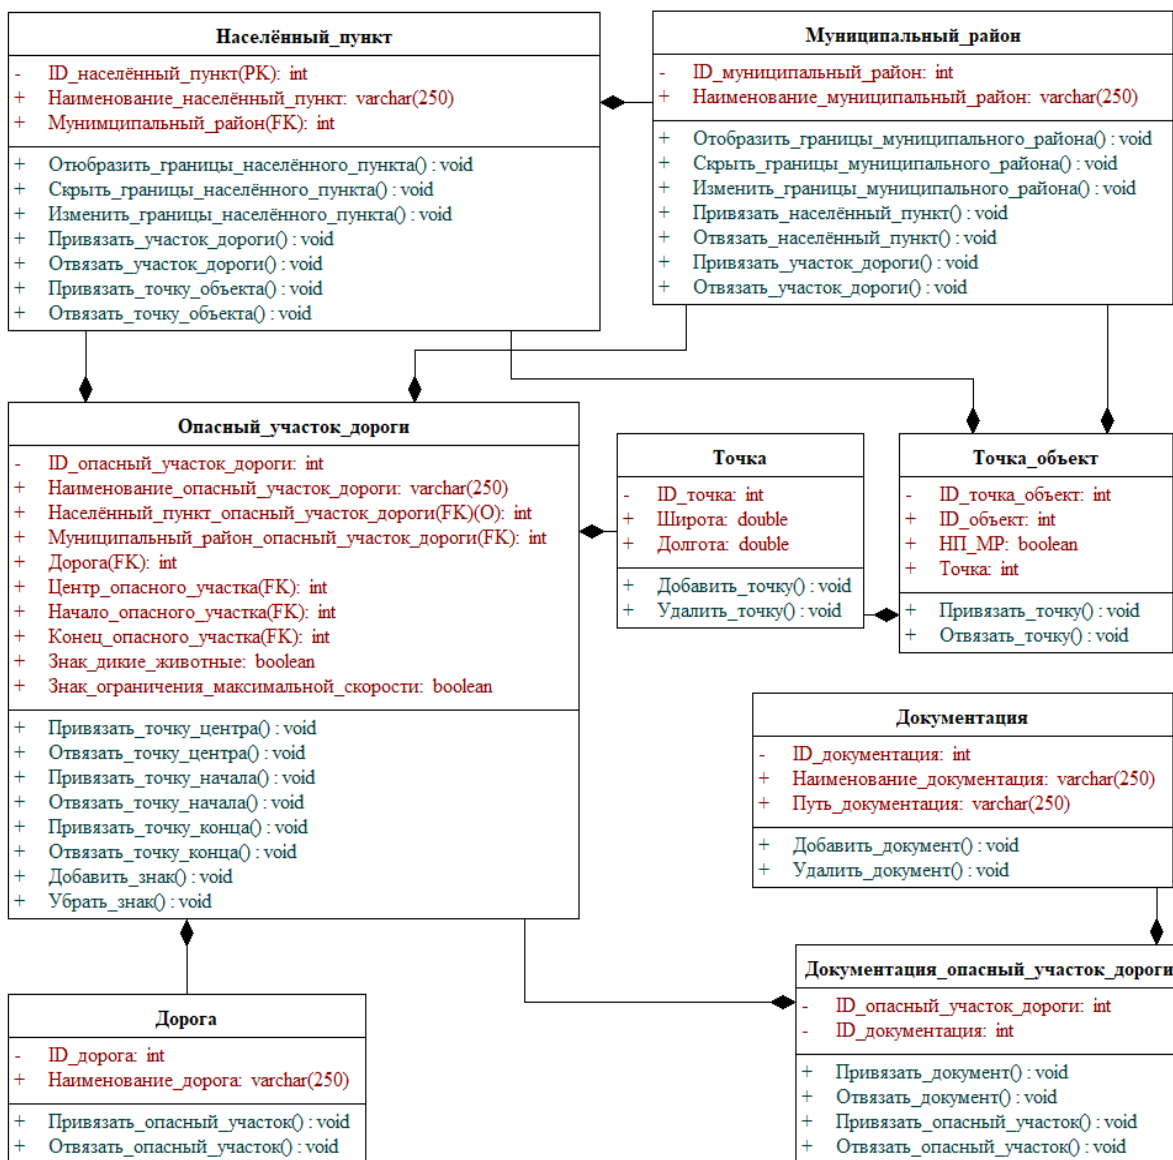 Населённый_пункт
- ID_населённый_пункт(PK): int
+ Наименование_населённый_пункт: varchar(250)
+ Мунимципальный_район(FK): int
+ Отюбразить_границы_населённого_пункта() : void
+ Скрыть_границы_населённого_пункта() : void
+ Изменить_границы_населённого_пункта() : void
+ Привязать_участок_дороги() : void
+ Отвязать_участок_дороги() : void
+ Привязать_точку_объекта() : void
+ Отвязать_точку_объекта() : void
Муниципальный_район
- ID_муниципальный_район: int
+ Наименование_муниципальный_район: varchar(250)
+ Отобразить_границы_муниципального_района() : void
+ Скрыть_границы_муниципального_района() : void
+ Изменить_границы_муниципального_района() : void
+ Привязать_населённый_пункт() : void
+ Отвязать_населённый_пункт() : void
+ Привязать_участок_дороги() : void
+ Отвязать_участок_дороги() : void
Опасный_участок_дороги
- ID_опасный_участок_дороги: int
+ Наименование_опасный_участок_дороги: varchar(250)
+ Населённый_пункт_опасный_участок_дороги(FK)(O): int
+ Муниципальный_район_опасный_участок_дороги(FK): int
+ Дорога(FK): int
+ Центр_опасного_участка(FK): int
+ Начало_опасного_участка(FK): int
+ Конец_опасного_участка(FK): int
+ Знак_дикие_животные: boolean
+ Знак_ограничения_максимальной_скорости: boolean
+ Привязать_точку_центра() : void
+ Отвязать_точку_центра() : void
+ Привязать_точку_начала() : void
+ Отвязать_точку_начала() : void
+ Привязать_точку_конца() : void
+ Отвязать_точку_конца() : void
+ Добавить_знак() : void
+ Убрать_знак() : void
Точка
- ID_точка: int
+ Широта: double
+ Долгота: double
+ Добавить_точку() : void
+ Удалить_точку() : void
Точка_объект
- ID_точка_объект: int
+ ID_объект: int
+ НП_МР: boolean
+ Точка: int
+ Привязать_точку() : void
+ Отвязать_точку() : void
Документация
- ID_документация: int
+ Наименование_документация: varchar(250)
+ Путь_документация: varchar(250)
+ Добавить_документ() : void
+ Удалить_документ() : void
Дорога
- ID_дорога: int
+ Наименование_дорога: varchar(250)
+ Привязать_опасный_участок() : void
+ Отвязать_опасный_участок() : void
Документация_опасный_участок_дороги
- ID_опасный_участок_дороги: int
- ID_документация: int
+ Привязать_документ() : void
+ Отвязать_документ() : void
+ Привязать_опасный_участок() : void
+ Отвязать_опасный_участок() : void